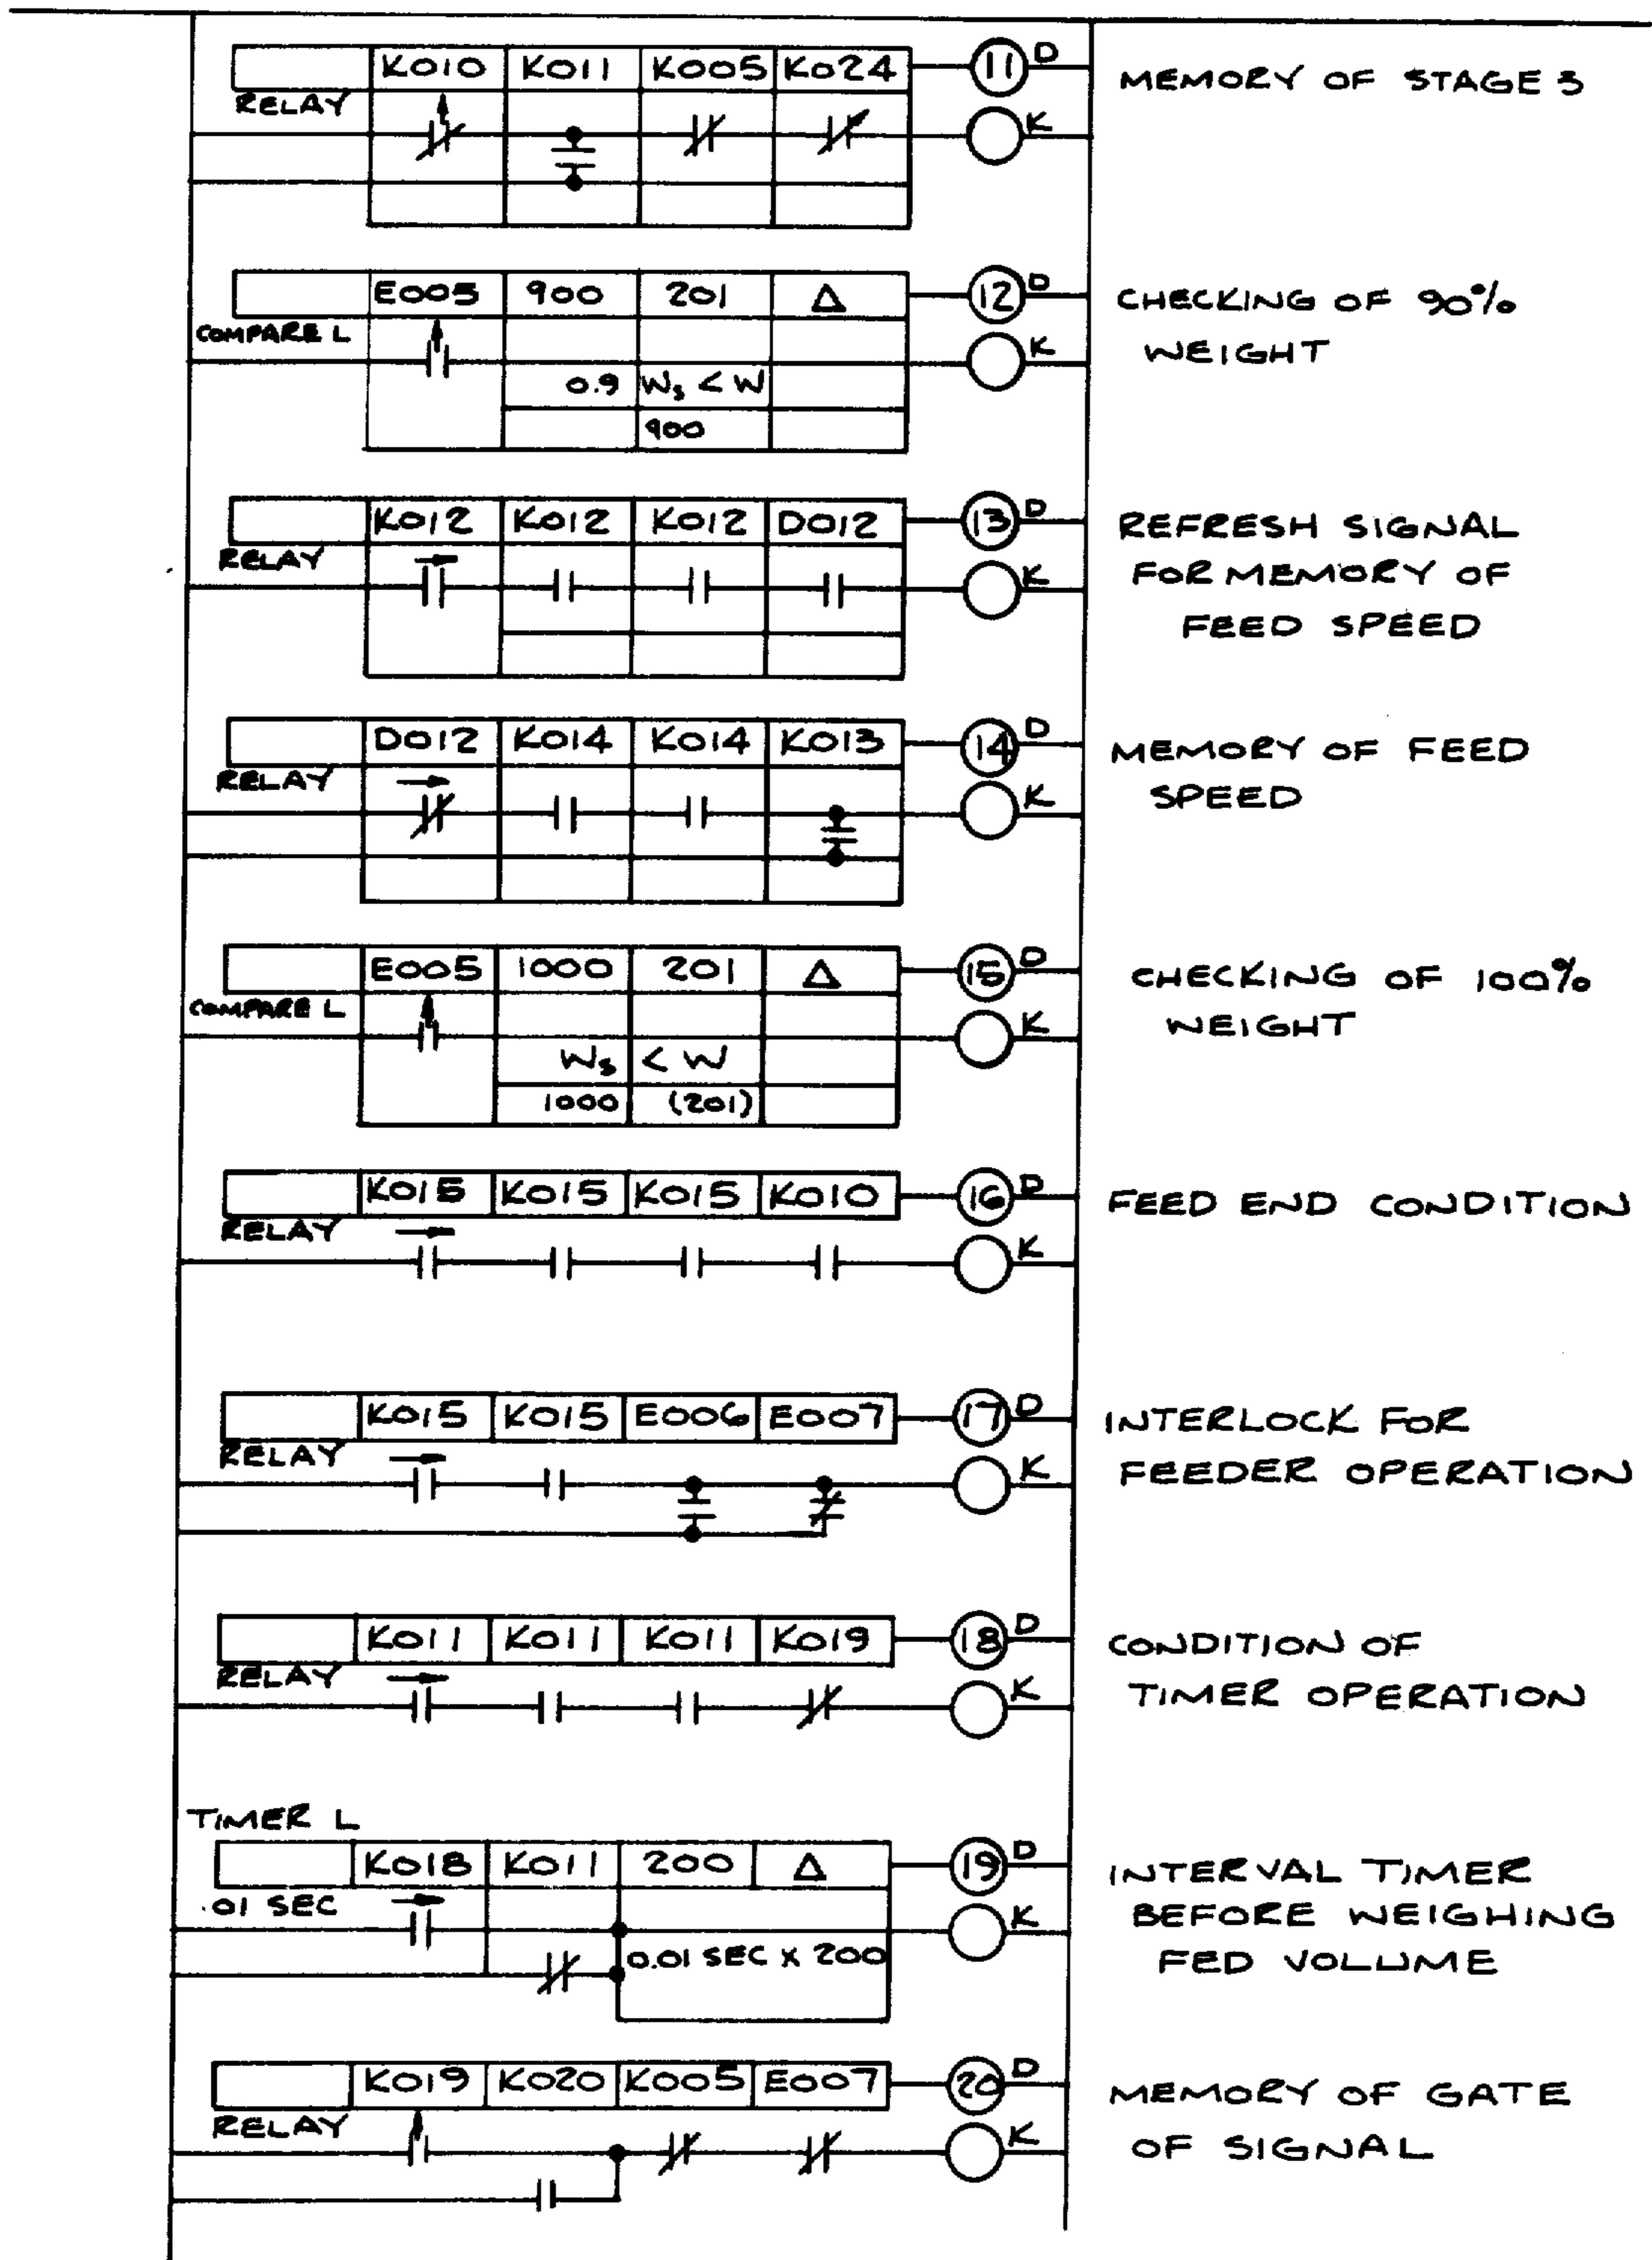 K010 K011 K005 K024 11 D
MEMORY OF STAGE 3
RELAY
K
E005 900 201 Δ 12 D
CHECKING OF 90%
WEIGHT
COMPARE L
K
0.9 Ws < W
900
K012 K012 K012 D012 13 D
REFRESH SIGNAL
FOR MEMORY OF
FEED SPEED
RELAY
K
D012 K014 K014 K013 14 D
MEMORY OF FEED
SPEED
RELAY
K
E005 1000 201 Δ 15 D
CHECKING OF 100%
WEIGHT
COMPARE L
K
Ws < W
1000 (201)
K015 K015 K015 K010 16 D
FEED END CONDITION
RELAY
K
K015 K015 E006 E007 17 D
INTERLOCK FOR
FEEDER OPERATION
RELAY
K
K011 K011 K011 K019 18 D
CONDITION OF
TIMER OPERATION
RELAY
K
TIMER L
K018 K011 200 Δ 19 D
INTERVAL TIMER
BEFORE WEIGHING
FED VOLUME
.01 SEC
K
0.01 SEC X 200
K019 K020 K005 E007 20 D
MEMORY OF GATE
OF SIGNAL
RELAY
K